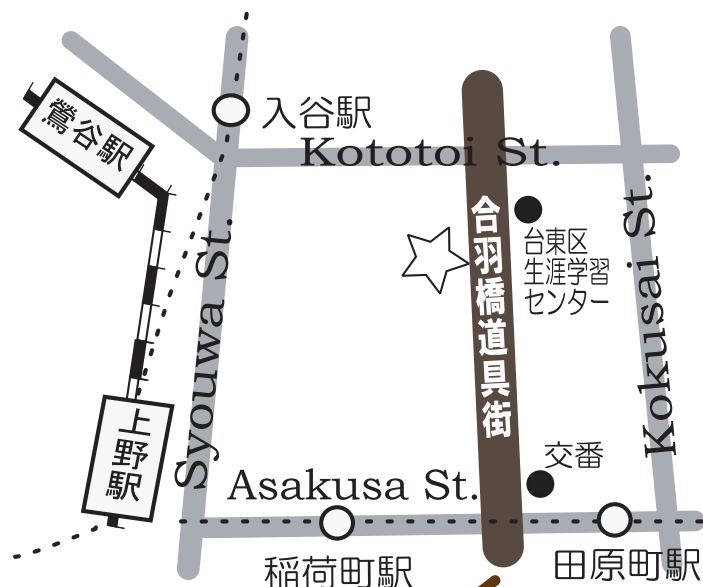 鶯谷駅
入谷駅
Kototoi St.
合羽橋道具街
台東区
生涯学習
センター
Syouwa St.
Kokusai St.
上野駅
交番
Asakusa St.
稲荷町駅
田原町駅